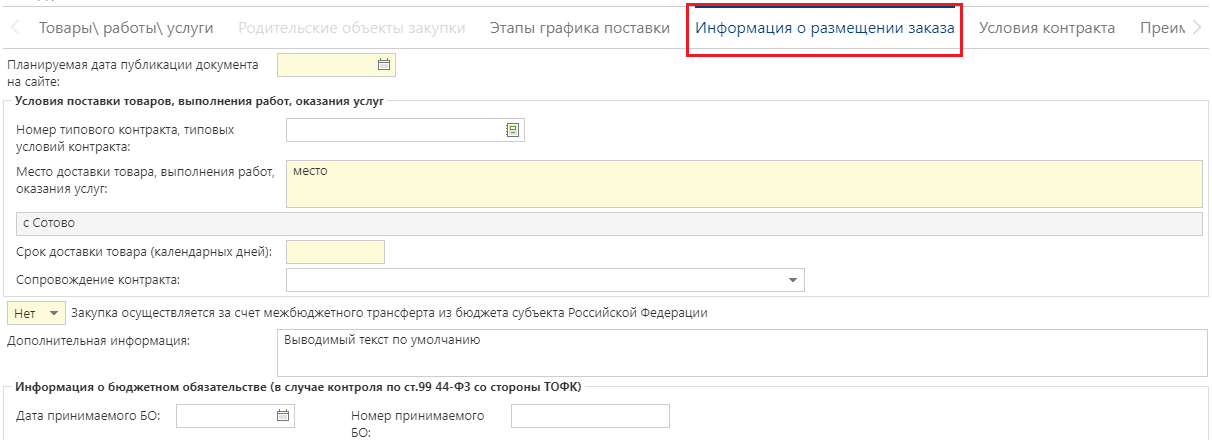 Товары\ работы\ услуги Родительские объекты закупки Этапы графика поставки Информация о размещении заказа Условия контракта Преим
Планируемая дата публикации документа
на сайте:
Условия поставки товаров, выполнения работ, оказания услуг
Номер типового контракта, типовых
условий контракта:
Место доставки товара, выполнения работ,
оказания услуг:
место
с Сотово
Срок доставки товара (календарных дней):
Сопровождение контракта:
Нет Закупка осуществляется за счет межбюджетного трансферта из бюджета субъекта Российской Федерации
Дополнительная информация: Выводимый текст по умолчанию
Информация о бюджетном обязательстве (в случае контроля по ст.99 44-ФЗ со стороны ТОФК)
Дата принимаемого БО: Номер принимаемого
БО: